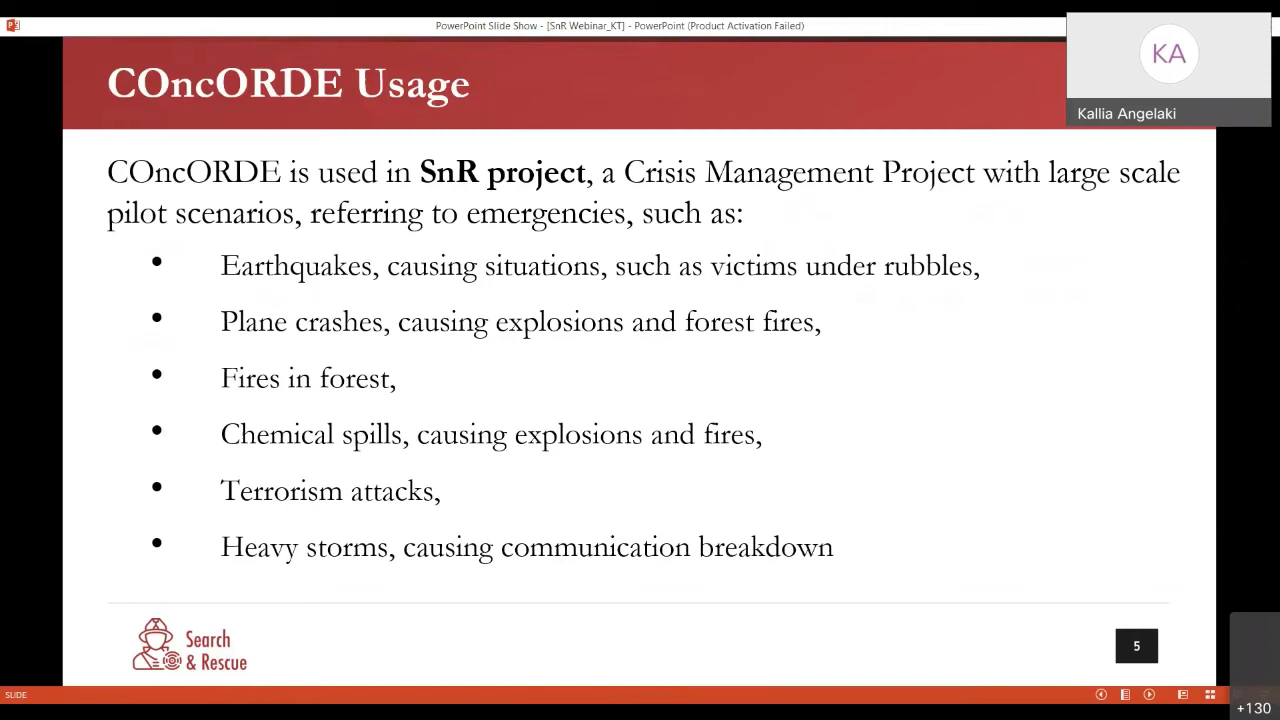 PowerPoint Slide Show - [SnR Webinar_KT] - PowerPoint (Product Activation Failed)
KA
Kallia Angelaki
COncORDE Usage
COncORDE is used in SnR project, a Crisis Management Project with large scale
pilot scenarios, referring to emergencies, such as:
• Earthquakes, causing situations, such as victims under rubbles,
• Plane crashes, causing explosions and forest fires,
• Fires in forest,
• Chemical spills, causing explosions and fires,
• Terrorism attacks,
• Heavy storms, causing communication breakdown
Search
& Rescue
5
SLIDE
+130